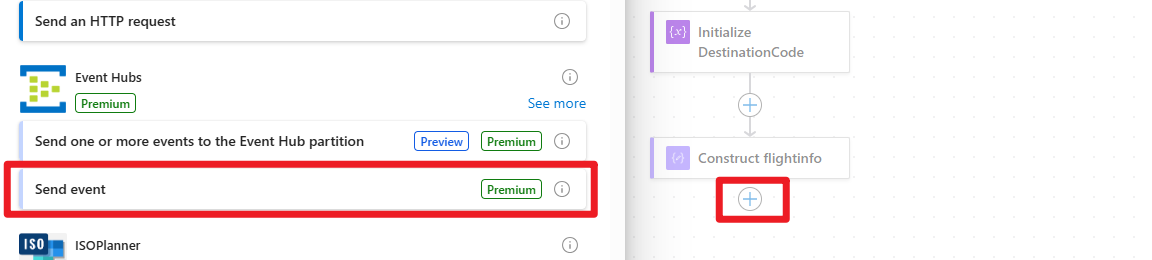 Send an HTTP request
Event Hubs
Premium
See more
Send one or more events to the Event Hub partition
Preview
Premium
Send event
Premium
ISO
ISOPlanner
{x}
Initialize
DestinationCode
Construct flightinfo